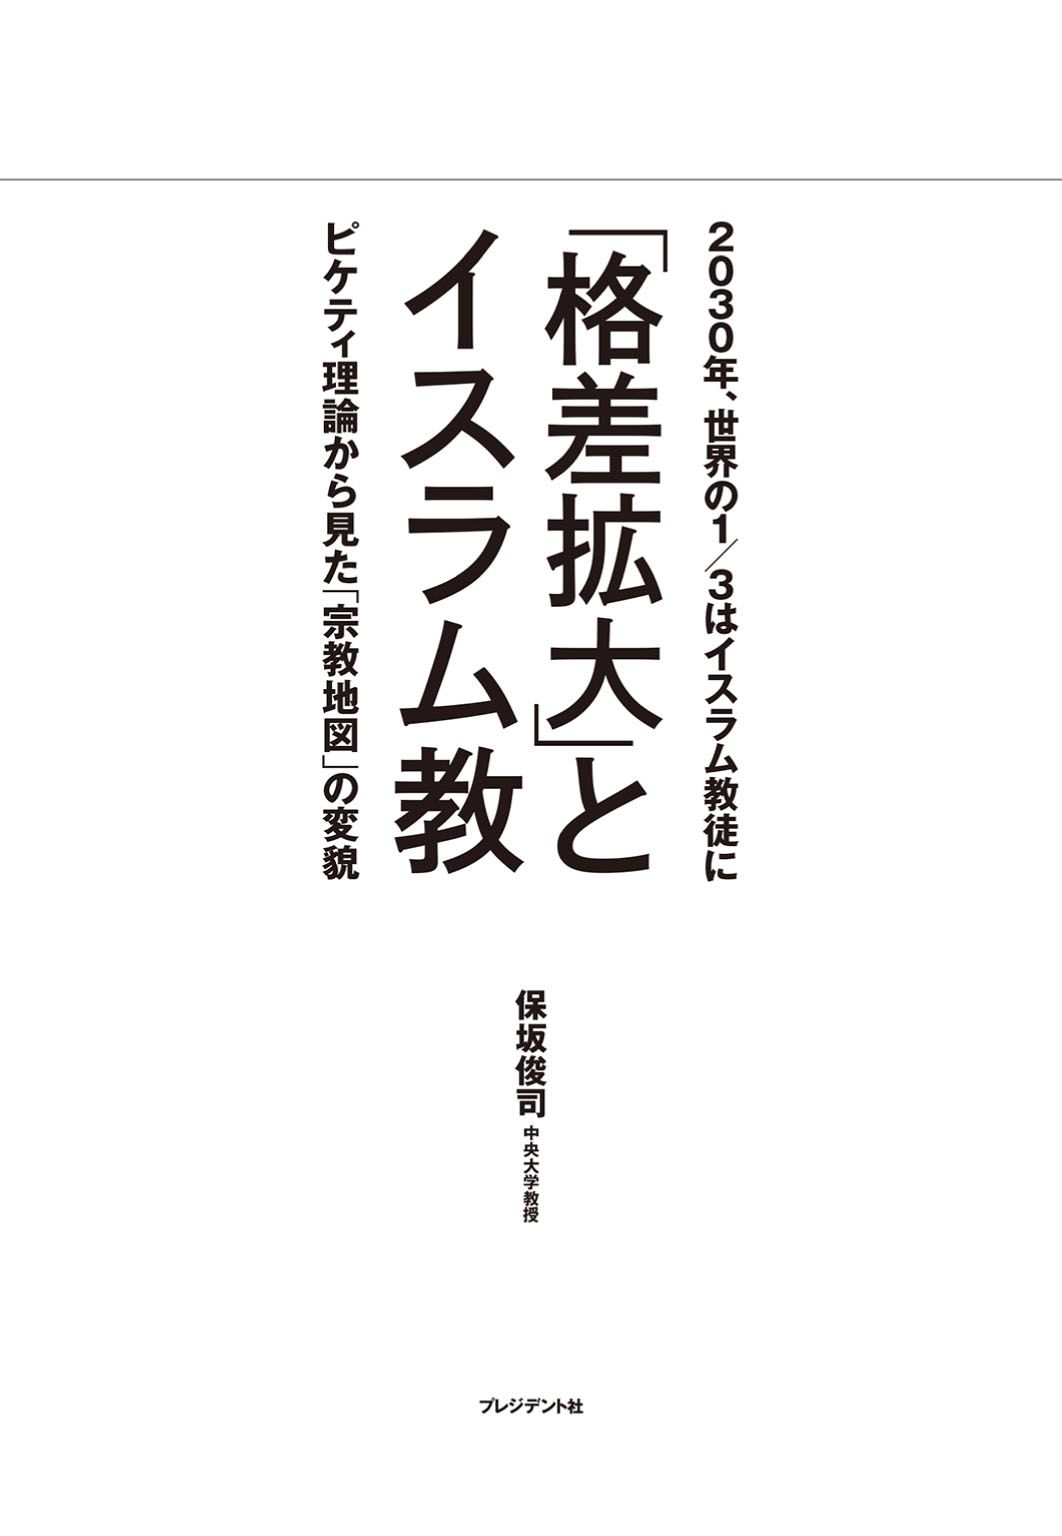 2030年、世界の1/3はイスラム教徒に
「格差拡大」と
イスラム教
ピケティ理論から見た「宗教地図」の変貌
保坂俊司 中央大学教授
プレジデント社